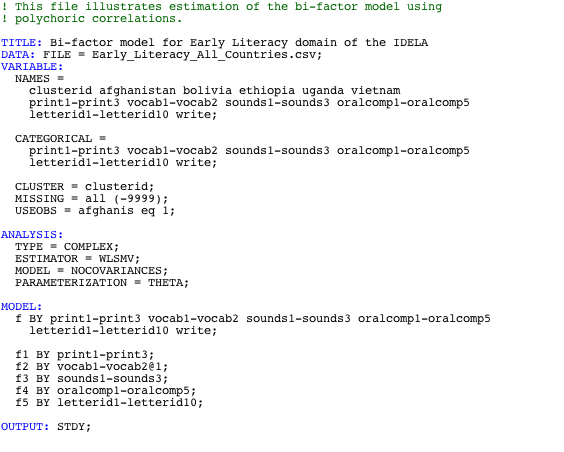 ! This file illustrates estimation of the bi-factor model using
! polychoric correlations.
TITLE: Bi-factor model for Early Literacy domain of the IDELA
DATA: FILE = Early_Literacy_All_Countries.csv;
VARIABLE:
NAMES =
clusterid afghanistan bolivia ethiopia uganda vietnam
print1-print3 vocab1-vocab2 sounds1-sounds3 oralcomp1-oralcomp5
letterid1-letterid10 write;
CATEGORICAL =
print1-print3 vocab1-vocab2 sounds1-sounds3 oralcomp1-oralcomp5
letterid1-letterid10 write;
CLUSTER = clusterid;
MISSING = all (-9999);
USEOBS = afghanis eq 1;
ANALYSIS:
TYPE = COMPLEX;
ESTIMATOR = WLSMV;
MODEL = NOCOVARIANCES;
PARAMETERIZATION = THETA;
MODEL:
f BY print1-print3 vocab1-vocab2 sounds1-sounds3 oralcomp1-oralcomp5
letterid1-letterid10 write;
f1 BY print1-print3;
f2 BY vocab1-vocab2@1;
f3 BY sounds1-sounds3;
f4 BY oralcomp1-oralcomp5;
f5 BY letterid1-letterid10;
OUTPUT: STDY;